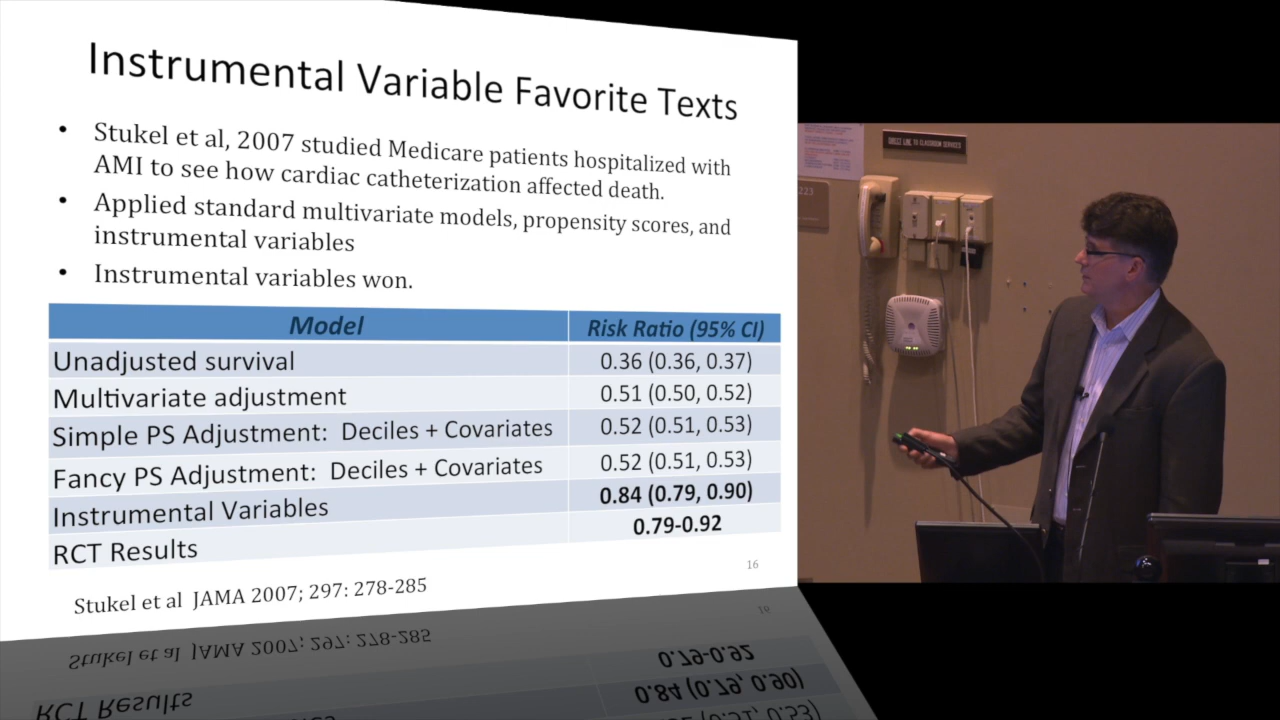 Instrumental Variable Favorite Texts
• Stukel et al, 2007 studied Medicare patients hospitalized with
AMI to see how cardiac catheterization affected death.
• Applied standard multivariate models, propensity scores, and
instrumental variables
• Instrumental variables won.
Model Risk Ratio (95% CI)
Unadjusted survival 0.36 (0.36, 0.37)
Multivariate adjustment 0.51 (0.50, 0.52)
Simple PS Adjustment: Deciles + Covariates 0.52 (0.51, 0.53)
Fancy PS Adjustment: Deciles + Covariates 0.52 (0.51, 0.53)
Instrumental Variables 0.84 (0.79, 0.90)
RCT Results 0.79-0.92
16
Stukel et al JAMA 2007; 297: 278-285
DIRECT LINE TO CLASSROOM SERVICES
223